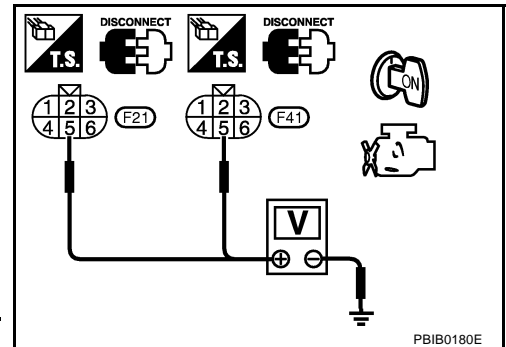 DISCONNECT DISCONNECT
T.S. T.S.
ON
1 2 3 1 2 3
4 5 6 F21 4 5 6 F41
V
+ −
PBIB0180E